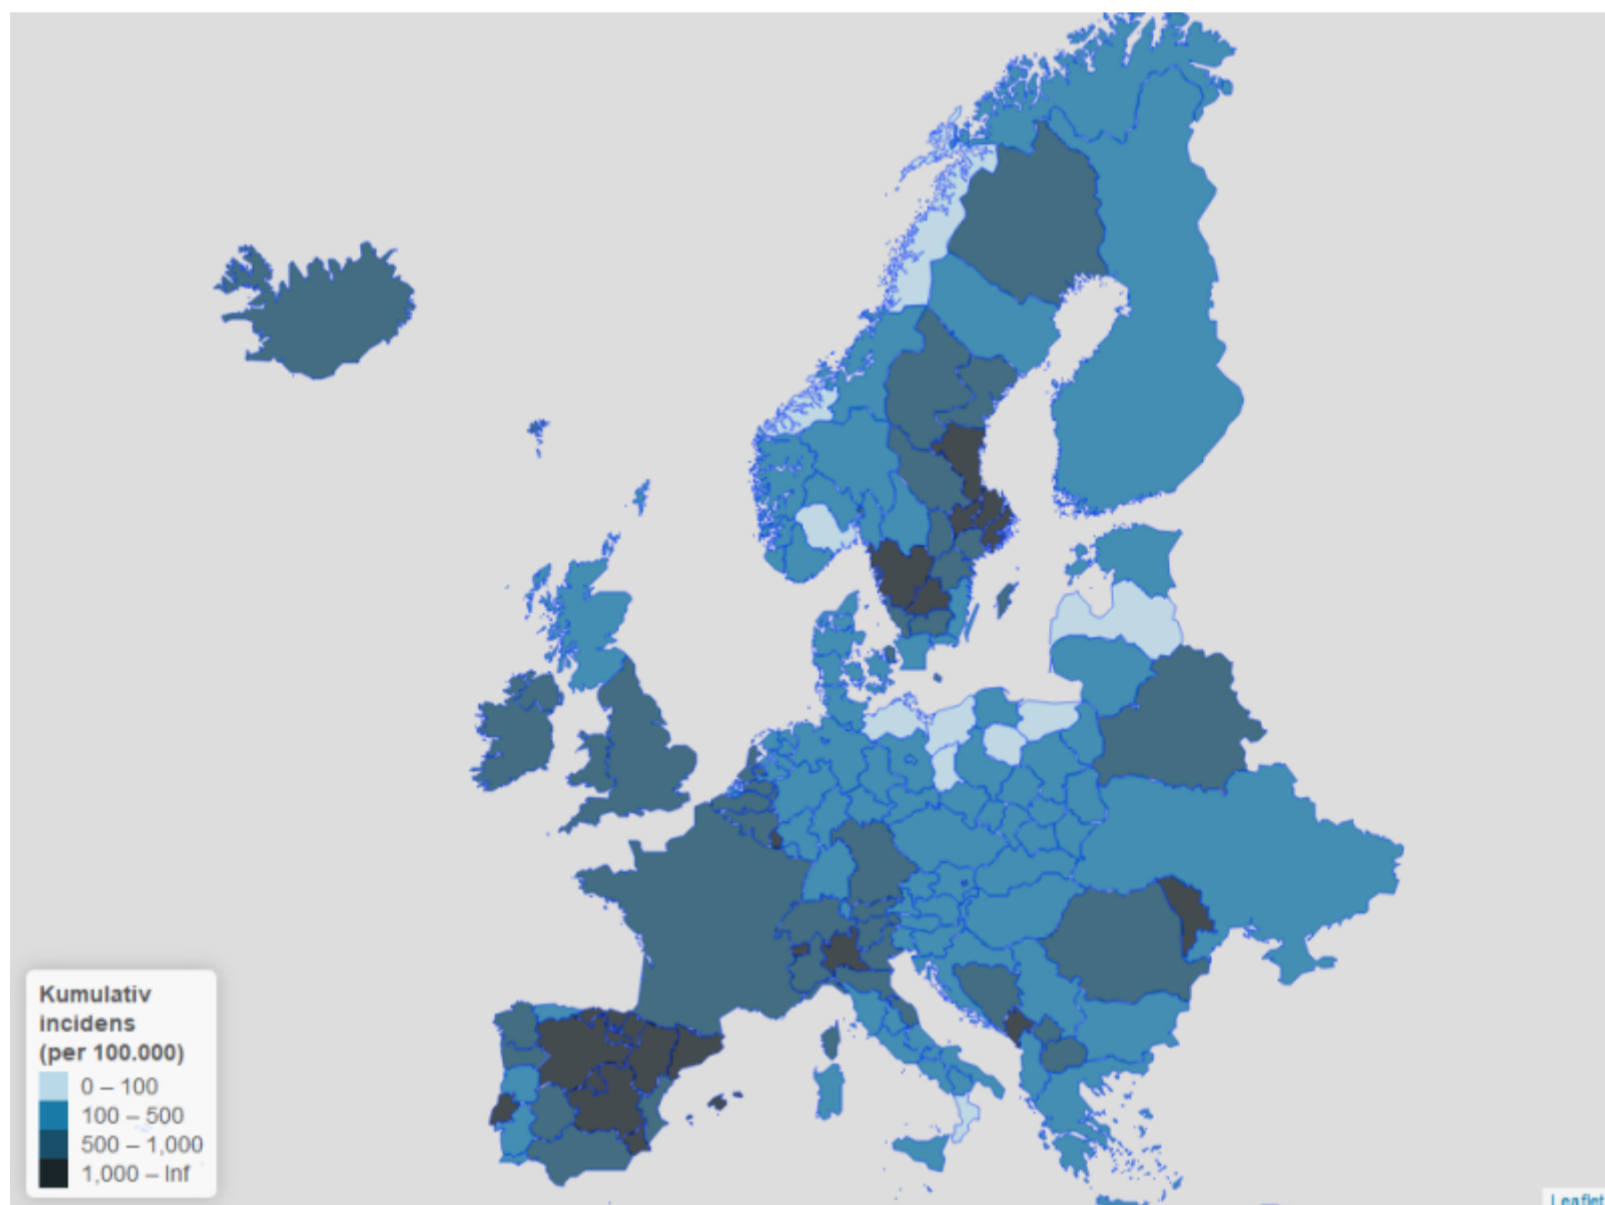 Kumulativ
incidens
(per 100.000)
0 – 100
100 – 500
500 – 1,000
1,000 – Inf
Leaflet